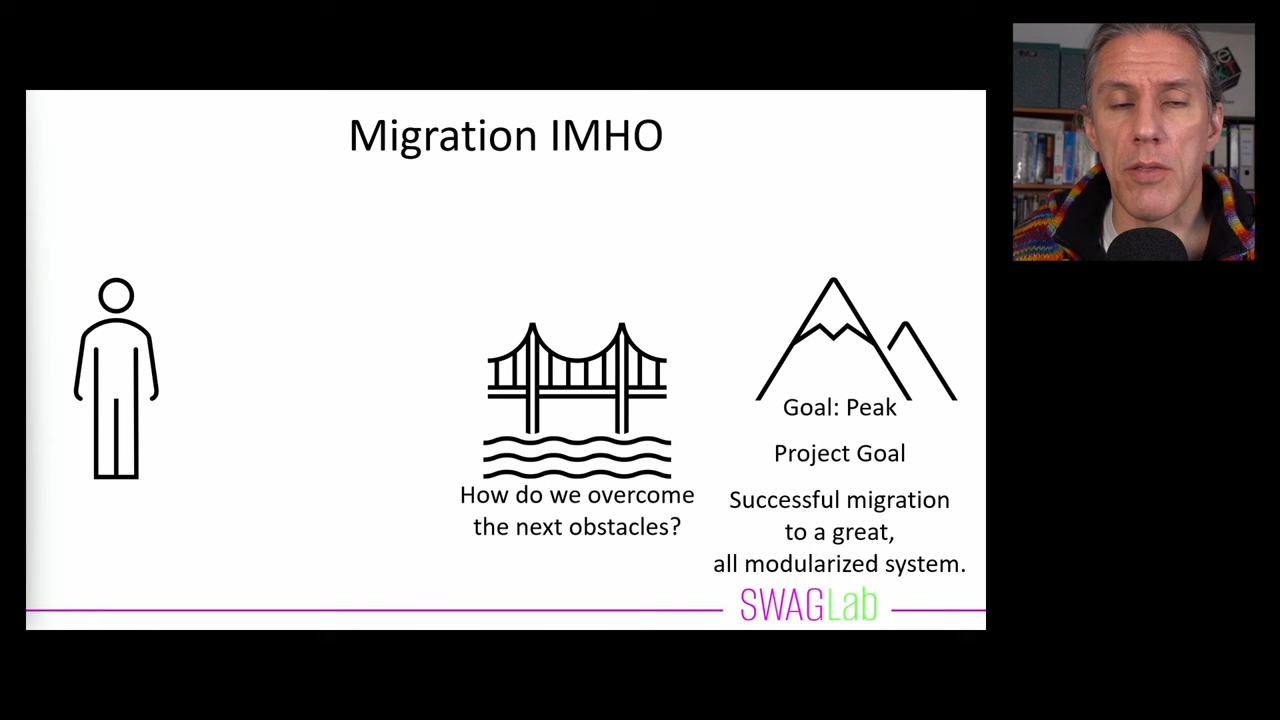 Migration IMHO
How do we overcome
the next obstacles?
Goal: Peak
Project Goal
Successful migration
to a great,
all modularized system.
SWAGLab